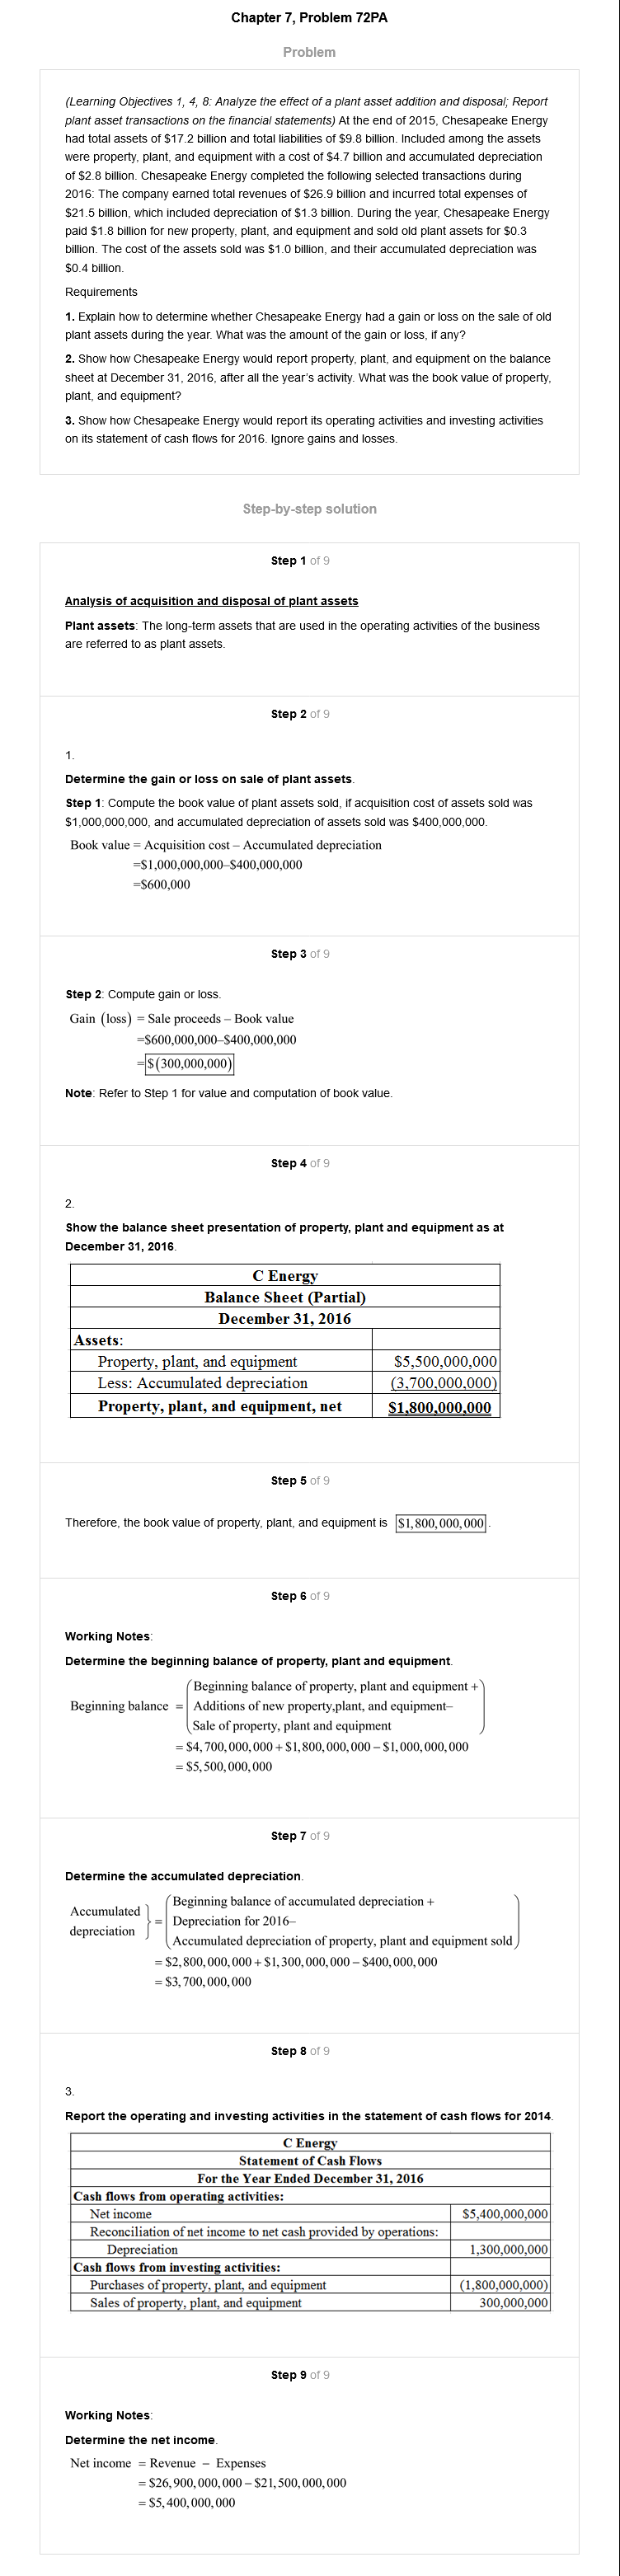 Chapter 7, Problem 72PA
Problem
(Learning Objectives 1, 4, 8: Analyze the effect of a plant asset addition and disposal; Report
plant asset transactions on the financial statements) At the end of 2015, Chesapeake Energy
had total assets of $17.2 billion and total liabilities of $9.8 billion. Included among the assets
were property, plant, and equipment with a cost of $4.7 billion and accumulated depreciation
of $2.8 billion. Chesapeake Energy completed the following selected transactions during
2016: The company earned total revenues of $26.9 billion and incurred total expenses of
$21.5 billion, which included depreciation of $1.3 billion. During the year, Chesapeake Energy
paid $1.8 billion for new property, plant, and equipment and sold old plant assets for $0.3
billion. The cost of the assets sold was $1.0 billion, and their accumulated depreciation was
$0.4 billion.
Requirements
1. Explain how to determine whether Chesapeake Energy had a gain or loss on the sale of old
plant assets during the year. What was the amount of the gain or loss, if any?
2. Show how Chesapeake Energy would report property, plant, and equipment on the balance
sheet at December 31, 2016, after all the year's activity. What was the book value of property,
plant, and equipment?
3. Show how Chesapeake Energy would report its operating activities and investing activities
on its statement of cash flows for 2016. Ignore gains and losses.
Step-by-step solution
Step 1 of 9
Analysis of acquisition and disposal of plant assets
Plant assets: The long-term assets that are used in the operating activities of the business
are referred to as plant assets.
Step 2 of 9
1.
Determine the gain or loss on sale of plant assets.
Step 1: Compute the book value of plant assets sold, if acquisition cost of assets sold was
$1,000,000,000, and accumulated depreciation of assets sold was $400,000,000.
Book value = Acquisition cost – Accumulated depreciation
=$1,000,000,000–$400,000,000
=$600,000
Step 3 of 9
Step 2: Compute gain or loss.
Gain (loss) = Sale proceeds – Book value
=$600,000,000–$400,000,000
=$(300,000,000)
Note: Refer to Step 1 for value and computation of book value.
Step 4 of 9
2.
Show the balance sheet presentation of property, plant and equipment as at
December 31, 2016.
C Energy
Balance Sheet (Partial)
December 31, 2016
Assets:
Property, plant, and equipment $5,500,000,000
Less: Accumulated depreciation (3,700,000,000)
Property, plant, and equipment, net $1,800,000,000
Step 5 of 9
Therefore, the book value of property, plant, and equipment is $1,800,000,000.
Step 6 of 9
Working Notes:
Determine the beginning balance of property, plant and equipment.
Beginning balance of property, plant and equipment +
Beginning balance = Additions of new property,plant, and equipment–
Sale of property, plant and equipment
= $4,700,000,000 + $1,800,000,000 – $1,000,000,000
= $5,500,000,000
Step 7 of 9
Determine the accumulated depreciation.
Beginning balance of accumulated depreciation +
Accumulated depreciation } = Depreciation for 2016–
Accumulated depreciation of property, plant and equipment sold
= $2,800,000,000 + $1,300,000,000 – $400,000,000
= $3,700,000,000
Step 8 of 9
3.
Report the operating and investing activities in the statement of cash flows for 2014.
C Energy
Statement of Cash Flows
For the Year Ended December 31, 2016
Cash flows from operating activities:
Net income $5,400,000,000
Reconciliation of net income to net cash provided by operations:
Depreciation 1,300,000,000
Cash flows from investing activities:
Purchases of property, plant, and equipment (1,800,000,000)
Sales of property, plant, and equipment 300,000,000
Step 9 of 9
Working Notes:
Determine the net income.
Net income = Revenue – Expenses
= $26,900,000,000 – $21,500,000,000
= $5,400,000,000